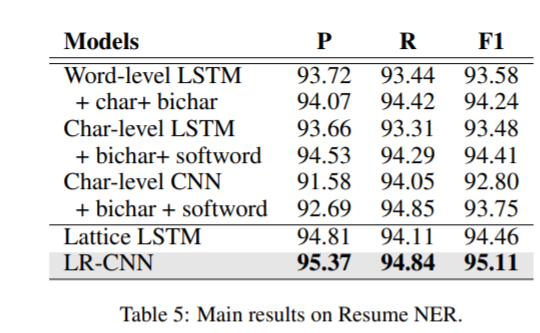 Models P R F1
Word-level LSTM 93.72 93.44 93.58
+ char+ bichar 94.07 94.42 94.24
Char-level LSTM 93.66 93.31 93.48
+ bichar+ softword 94.53 94.29 94.41
Char-level CNN 91.58 94.05 92.80
+ bichar + softword 92.69 94.85 93.75
Lattice LSTM 94.81 94.11 94.46
LR-CNN 95.37 94.84 95.11
Table 5: Main results on Resume NER.